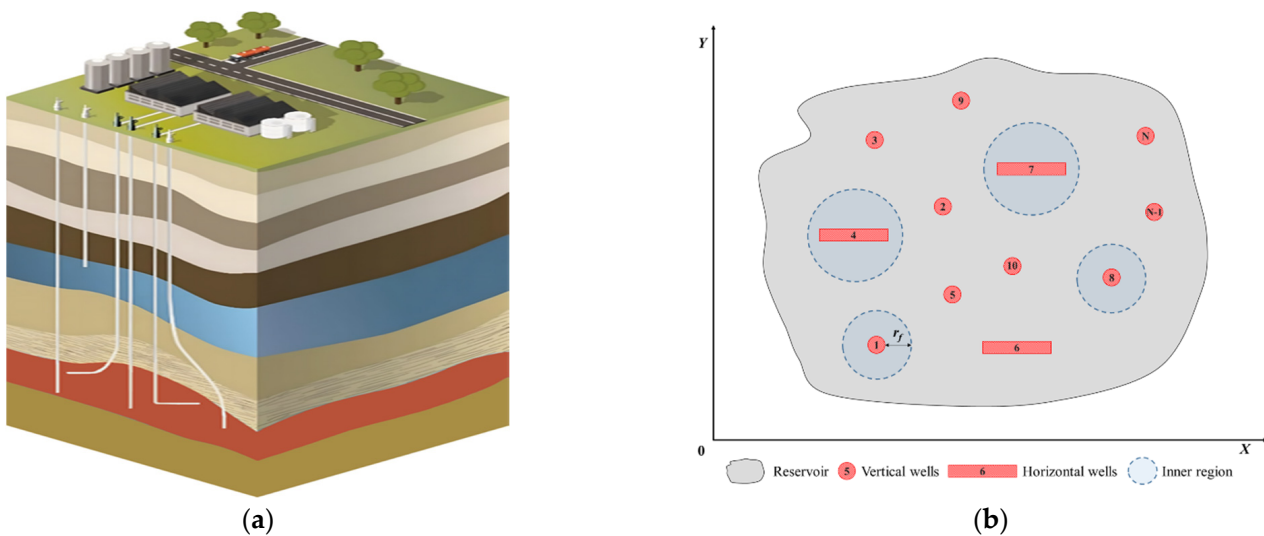 Y
9
3
N
7
2
N-1
4
10
8
5
1
r_f
6
0
X
Reservoir 5 Vertical wells 6 Horizontal wells Inner region
(a)
(b)